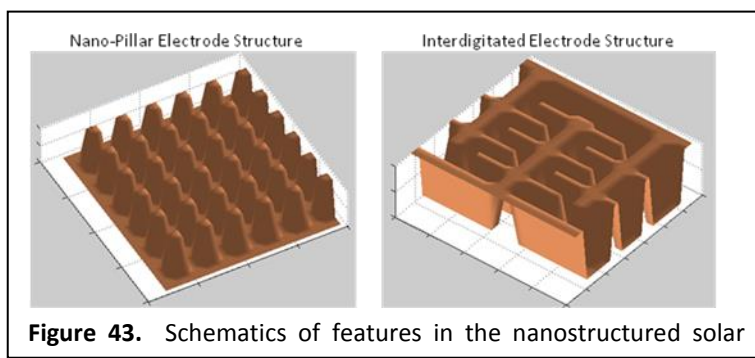 Nano-Pillar Electrode Structure
Interdigitated Electrode Structure
Figure 43. Schematics of features in the nanostructured solar